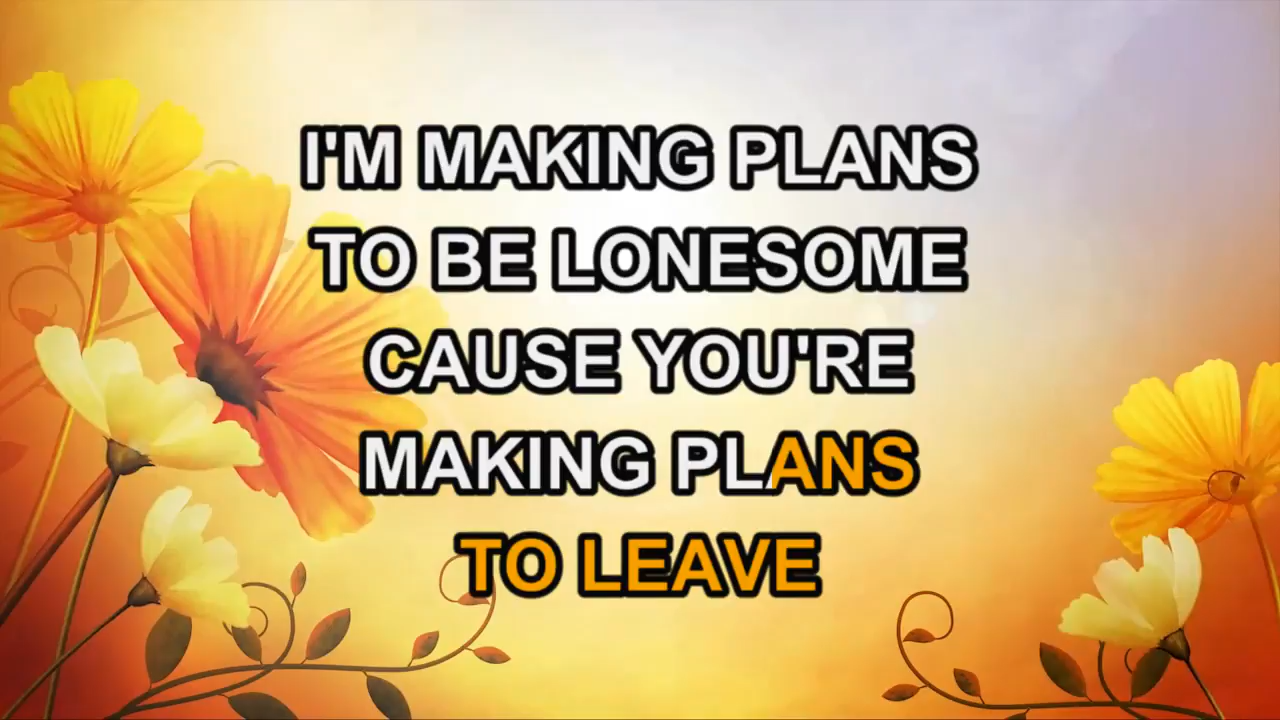 I'M MAKING PLANS
TO BE LONESOME
CAUSE YOU'RE
MAKING PLANS
TO LEAVE